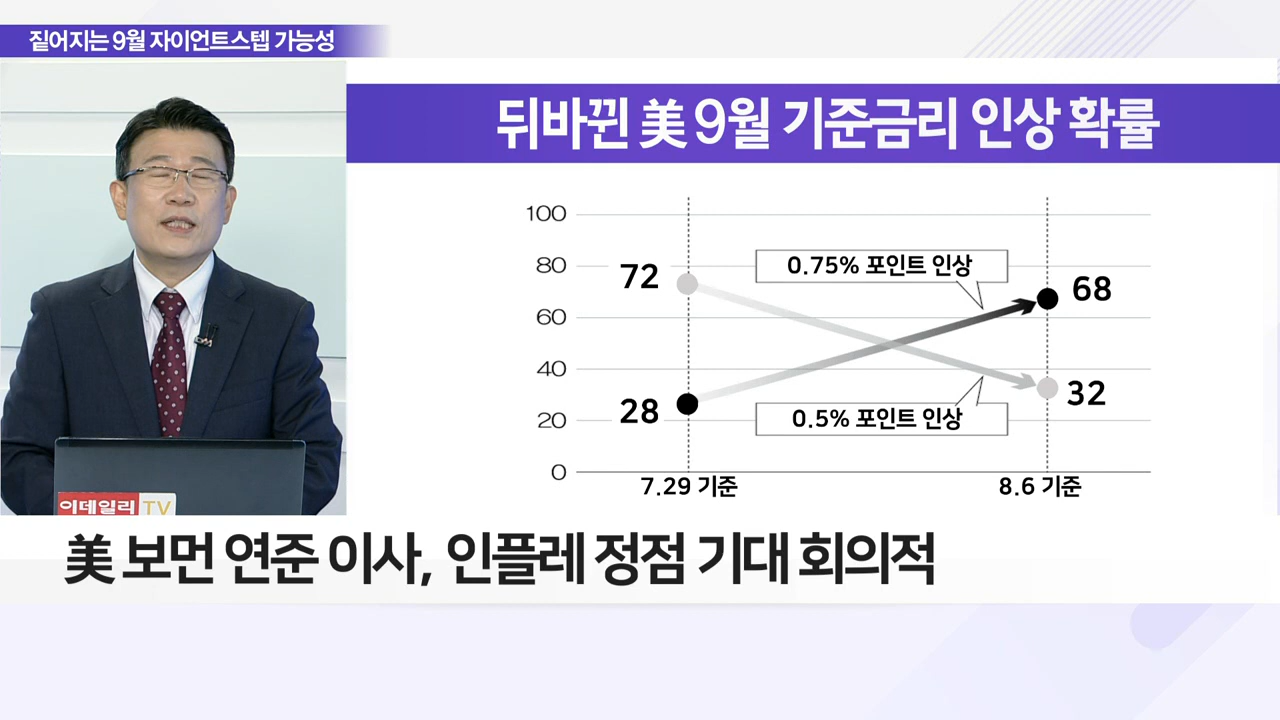 짙어지는 9월 자이언트스텝 가능성
뒤바뀐 美 9월 기준금리 인상 확률
100
80
60
40
20
0
72
28
0.75% 포인트 인상
0.5% 포인트 인상
68
32
7.29 기준
8.6 기준
이데일리 TV
美 보먼 연준 이사, 인플레 정점 기대 회의적